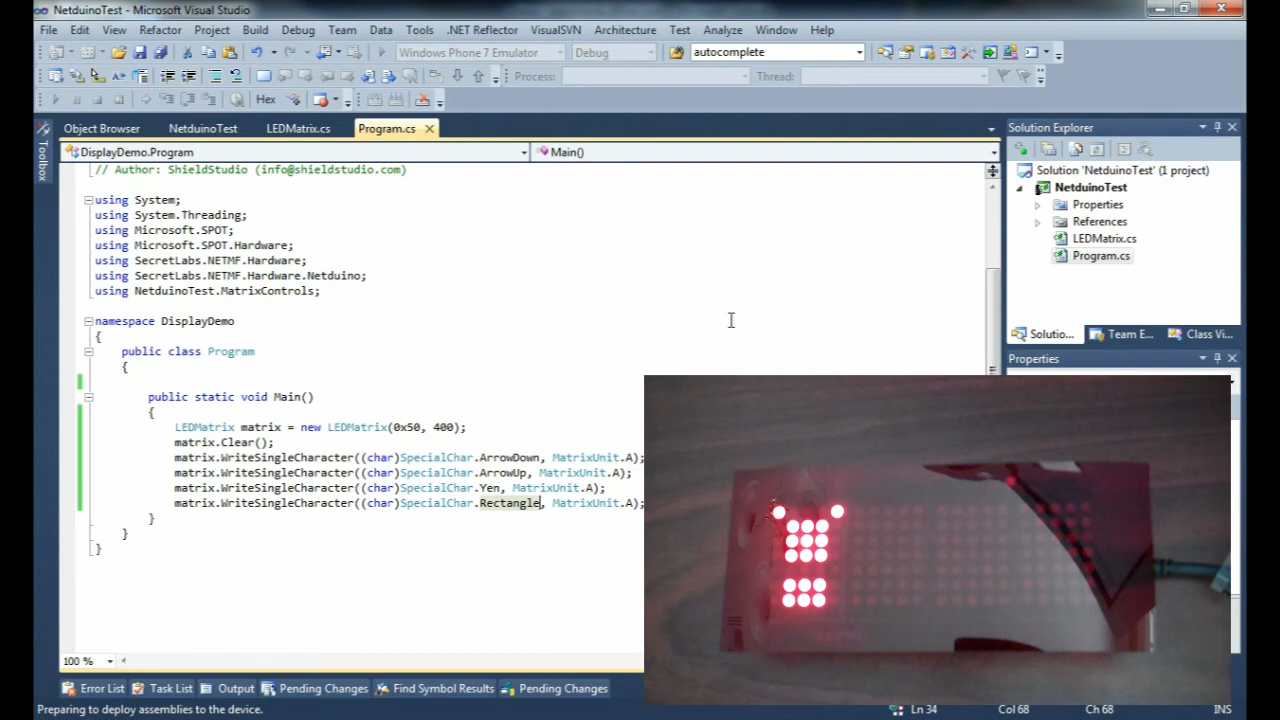 NetduinoTest - Microsoft Visual Studio
File Edit View Refactor Project Build Debug Team Data Tools .NET Reflector VisualSVN Architecture Test Analyze Window Help
Windows Phone 7 Emulator Debug autocomplete
Process: Thread:
Hex
Object Browser NetduinoTest LEDMatrix.cs Program.cs
Toolbox
DisplayDemo.Program Main()
// Author: ShieldStudio (info@shieldstudio.com)
using System;
using System.Threading;
using Microsoft.SPOT;
using Microsoft.SPOT.Hardware;
using SecretLabs.NETMF.Hardware;
using SecretLabs.NETMF.Hardware.Netduino;
using NetduinoTest.MatrixControls;
namespace DisplayDemo
{
public class Program
{
public static void Main()
{
LEDMatrix matrix = new LEDMatrix(0x50, 400);
matrix.Clear();
matrix.WriteSingleCharacter((char)SpecialChar.ArrowDown, MatrixUnit.A);
matrix.WriteSingleCharacter((char)SpecialChar.ArrowUp, MatrixUnit.A);
matrix.WriteSingleCharacter((char)SpecialChar.Yen, MatrixUnit.A);
matrix.WriteSingleCharacter((char)SpecialChar.Rectangle, MatrixUnit.A);
}
}
}
100 %
Solution Explorer
Solution 'NetduinoTest' (1 project)
NetduinoTest
Properties
References
LEDMatrix.cs
Program.cs
Solutio... Team E... Class Vi...
Properties
Error List Task List Output Pending Changes Find Symbol Results Pending Changes
Preparing to deploy assemblies to the device. Ln 34 Col 68 Ch 68 INS